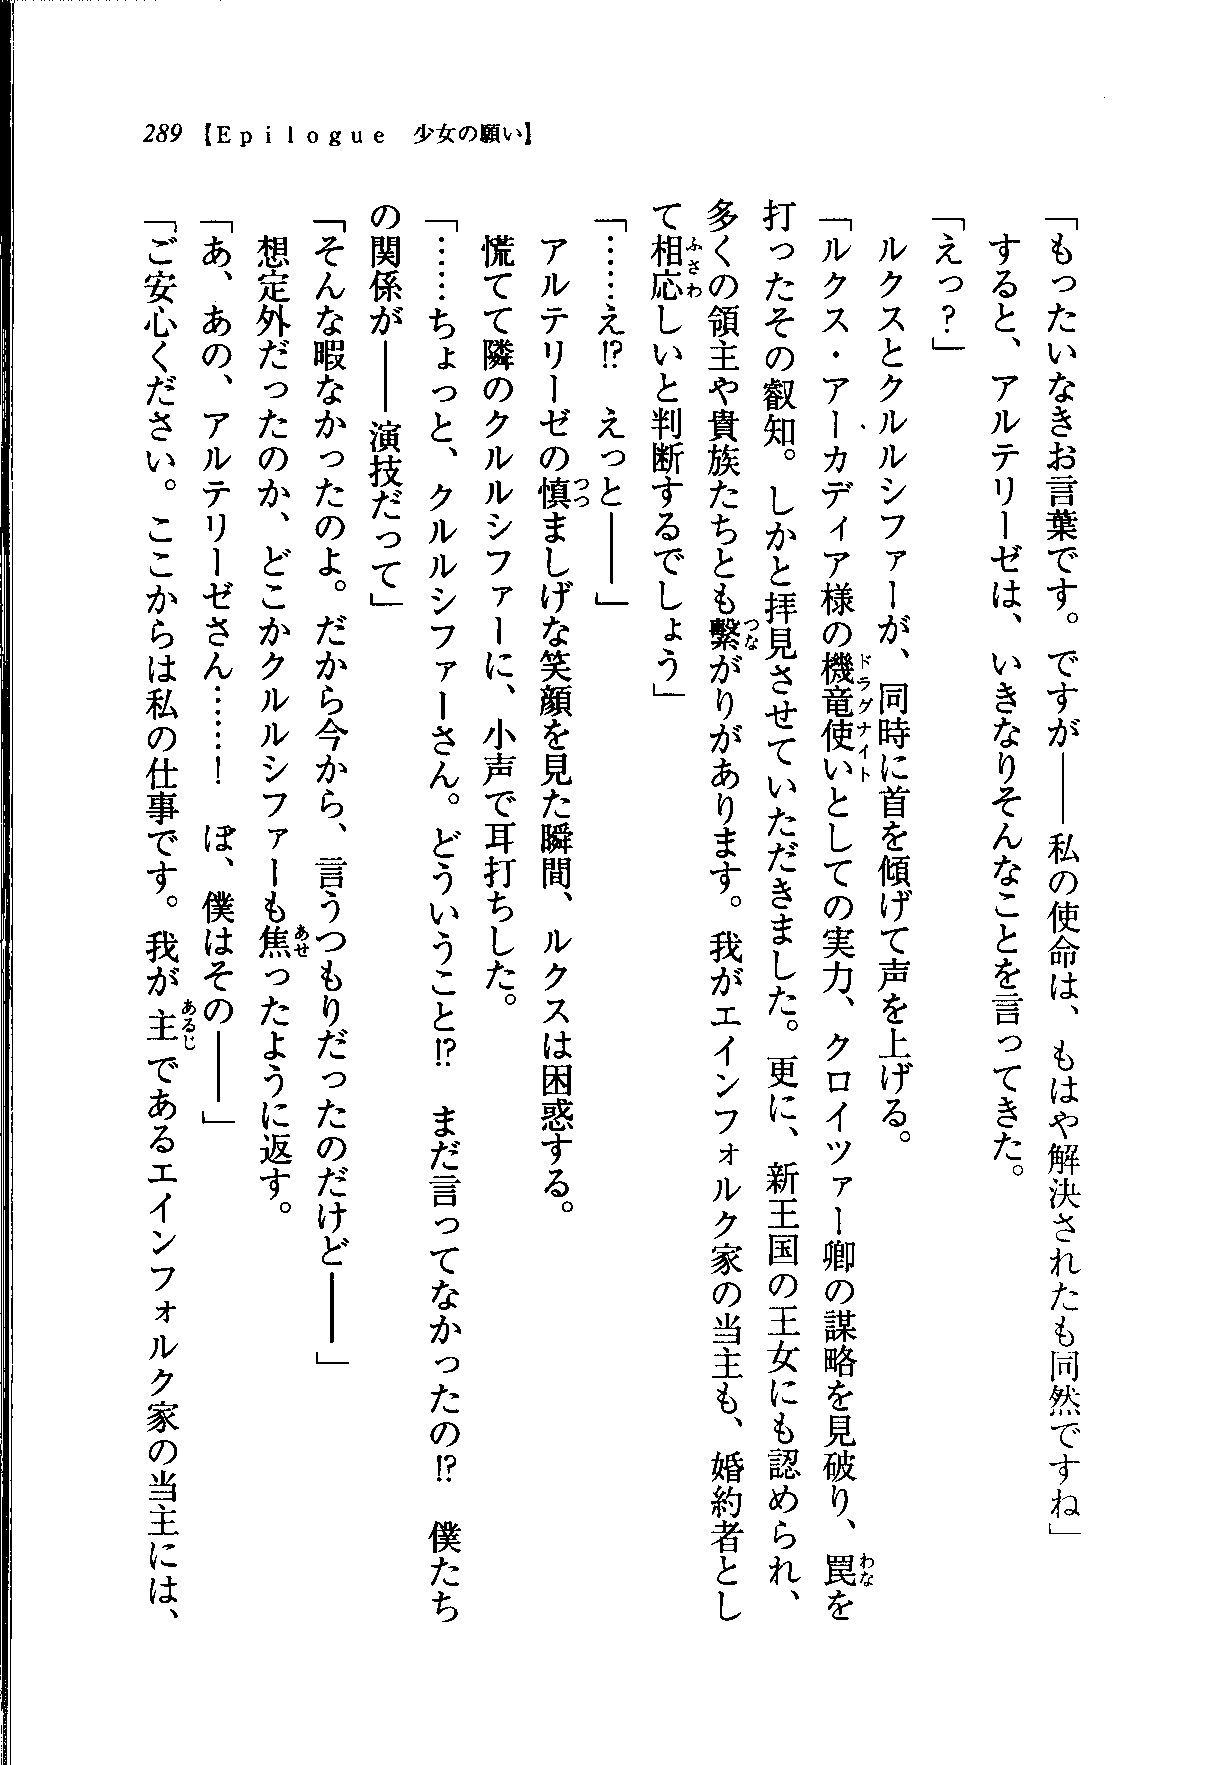 289 【Epilogue 少女の願い】
「もったいなきお言葉です。ですが――私の使命は、もはや解決されたも同然ですね」
すると、アルテリーゼは、いきなりそんなことを言ってきた。
「えっ？」
ルクスとクルルシファーが、同時に首を傾げて声を上げる。
「ルクス・アーカディア様の機竜使いとしての実力、クロイツァー卿の謀略を見破り、罠を
打ったその叡知。しかと拝見させていただきました。更に、新王国の王女にも認められ、
多くの領主や貴族たちとも繫がりがあります。我がエインフォルク家の当主も、婚約者とし
て相応しいと判断するでしょう」
「……え!? えっと――」
アルテリーゼの慎ましげな笑顔を見た瞬間、ルクスは困惑する。
慌てて隣のクルルシファーに、小声で耳打ちした。
「……ちょっと、クルルシファーさん。どういうこと!? まだ言ってなかったの!? 僕たち
の関係が――演技だって」
「そんな暇なかったのよ。だから今から、言うつもりだったのだけど――」
想定外だったのか、どこかクルルシファーも焦ったように返す。
「あ、あの、アルテリーゼさん……！ ぼ、僕はその――」
「ご安心ください。ここからは私の仕事です。我が主であるエインフォルク家の当主には、